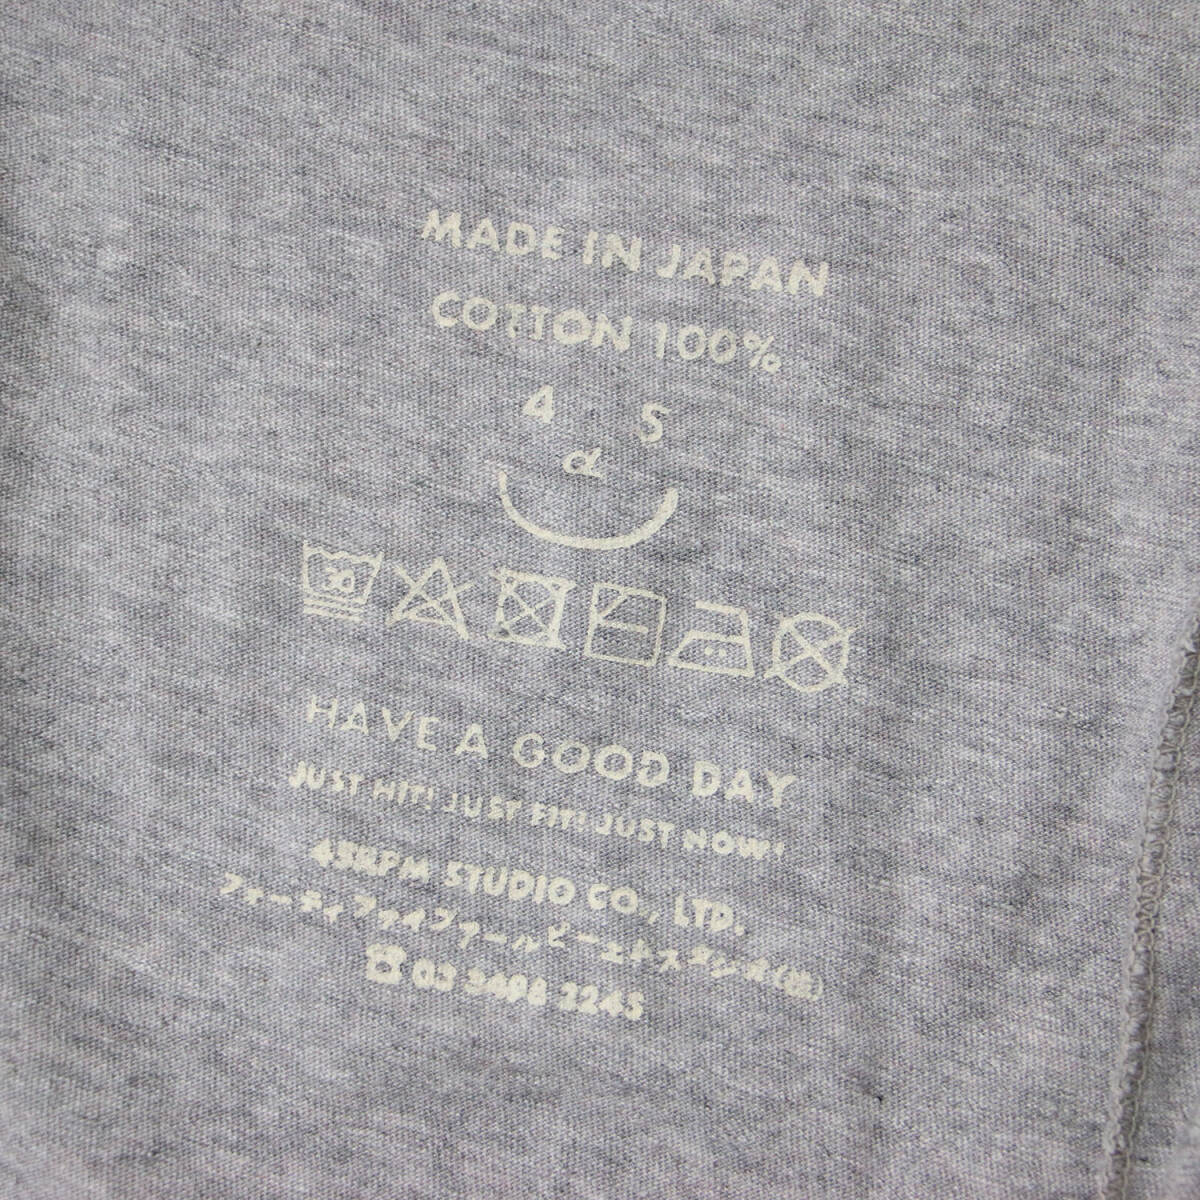 MADE IN JAPAN
COTTON 100%
4 5
d
30
HAVE A GOOD DAY
JUST HIT! JUST FIT! JUST NOW!
45RPM STUDIO CO., LTD.
フォーティファイブアールピーエムスタジオ(株)
☎ 03 3498 2245